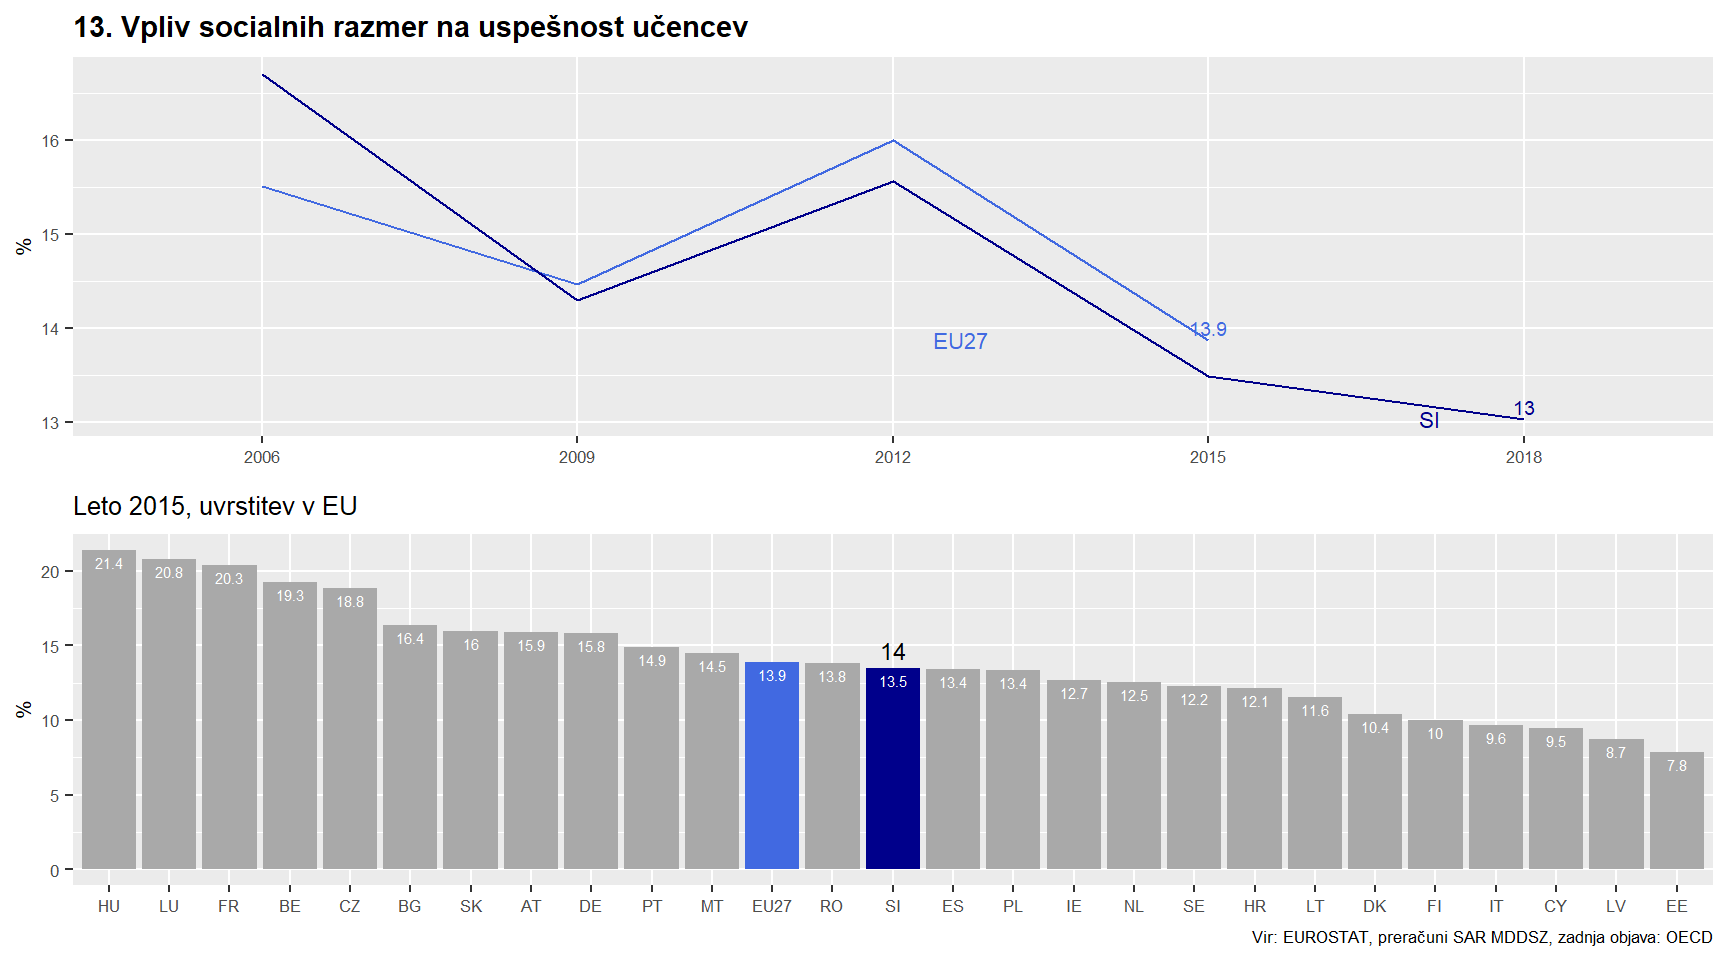 13. Vpliv socialnih razmer na uspešnost učencev
%
16
15
14
13
EU27
13.9
SI
13
2006 2009 2012 2015 2018
Leto 2015, uvrstitev v EU
%
20
15
10
5
0
14
21.4 20.8 20.3 19.3 18.8 16.4 16 15.9 15.8 14.9 14.5 13.9 13.8 13.5 13.4 13.4 12.7 12.5 12.2 12.1 11.6 10.4 10 9.6 9.5 8.7 7.8
HU LU FR BE CZ BG SK AT DE PT MT EU27 RO SI ES PL IE NL SE HR LT DK FI IT CY LV EE
Vir: EUROSTAT, preračuni SAR MDDSZ, zadnja objava: OECD